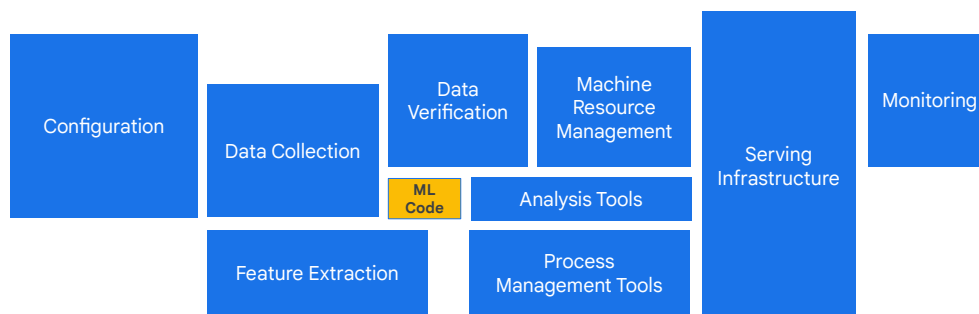 Configuration
Data Collection
Data
Verification
Machine
Resource
Management
Serving
Infrastructure
Monitoring
ML
Code
Analysis Tools
Feature Extraction
Process
Management Tools